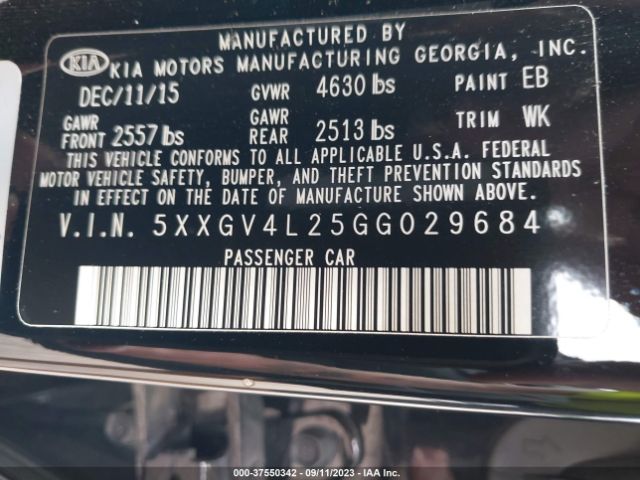 MANUFACTURED BY
KIA KIA MOTORS MANUFACTURING GEORGIA, INC.
DEC/11/15 GVWR 4630 lbs PAINT EB
GAWR FRONT 2557 lbs GAWR REAR 2513 lbs TRIM WK
THIS VEHICLE CONFORMS TO ALL APPLICABLE U.S.A. FEDERAL
MOTOR VEHICLE SAFETY, BUMPER, AND THEFT PREVENTION STANDARDS
IN EFFECT ON THE DATE OF MANUFACTURE SHOWN ABOVE.
V.I.N. 5XXGV4L25GG029684
PASSENGER CAR
000-37550342 - 09/11/2023 - IAA Inc.